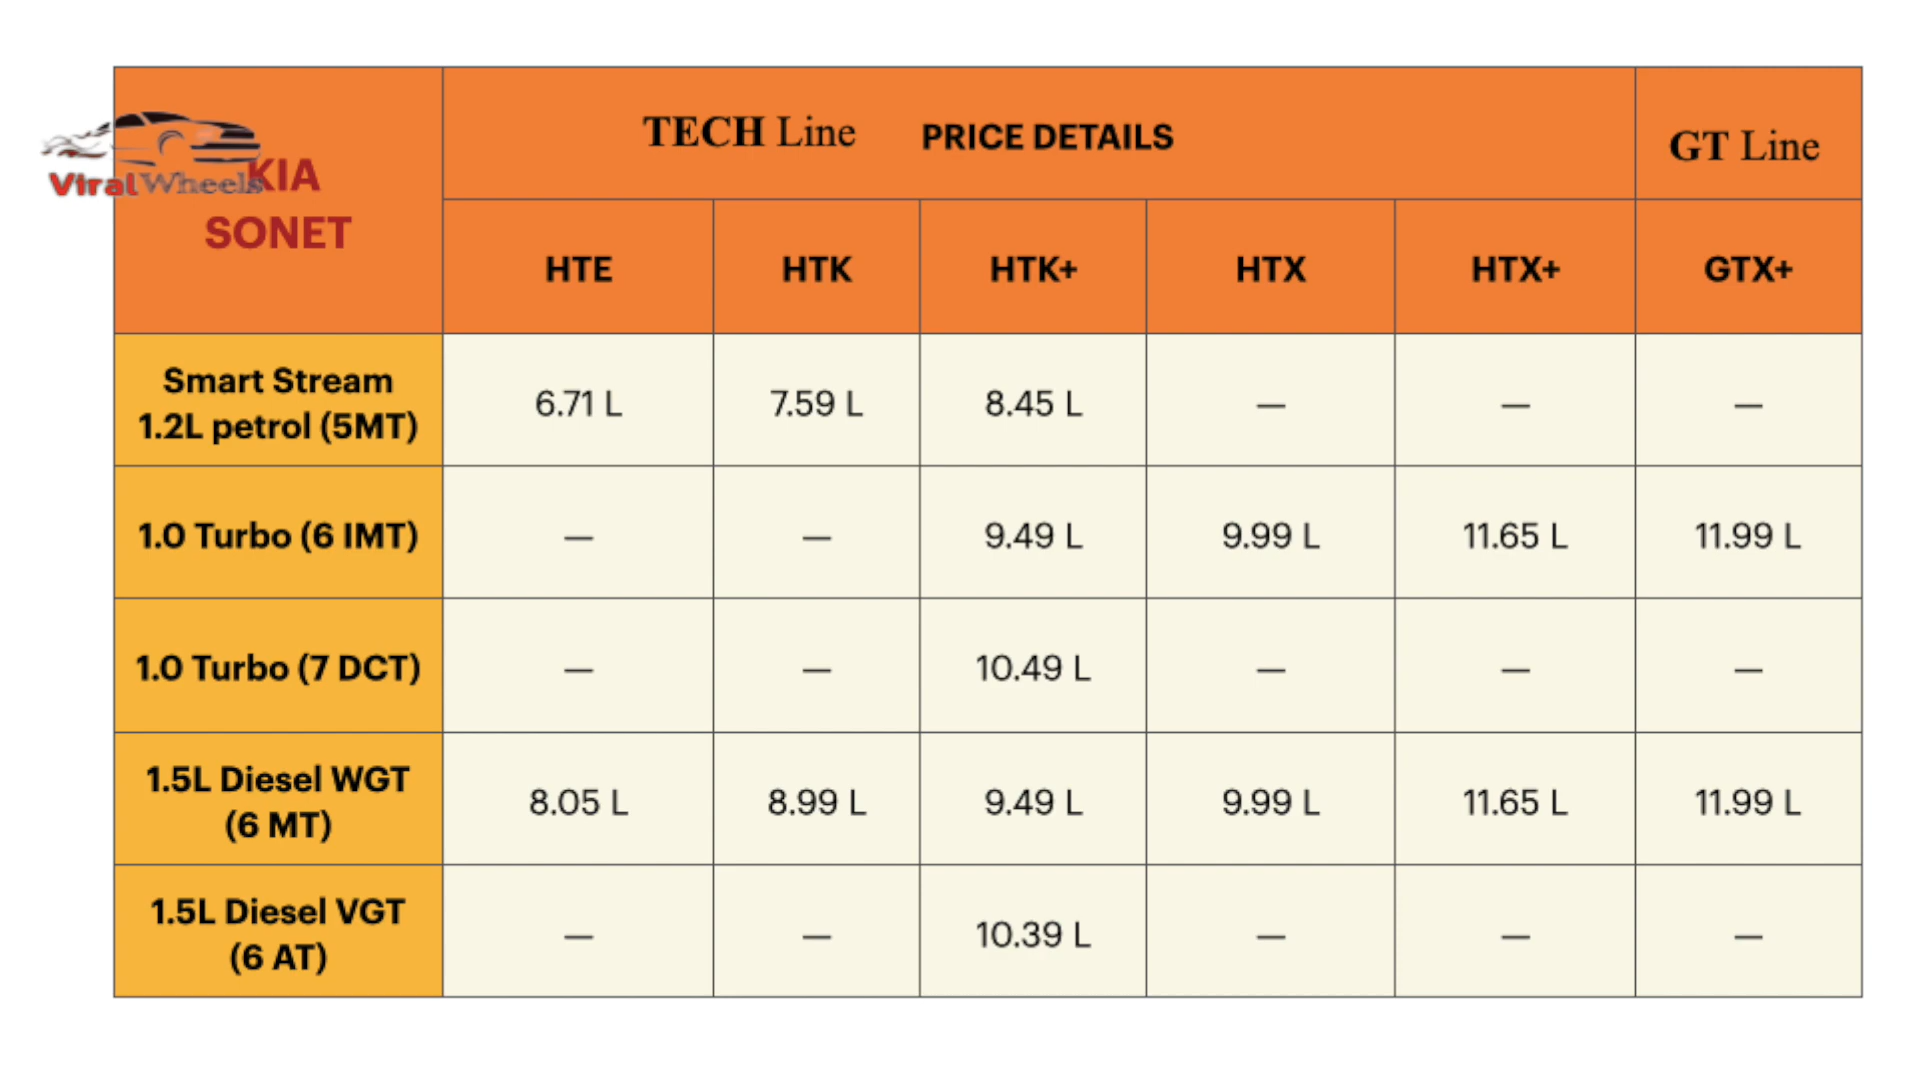 TECH Line PRICE DETAILS
GT Line
ViralWheels
KIA
SONET
HTE HTK HTK+ HTX HTX+ GTX+
Smart Stream
1.2L petrol (5MT)
6.71 L 7.59 L 8.45 L — — —
1.0 Turbo (6 IMT) — — 9.49 L 9.99 L 11.65 L 11.99 L
1.0 Turbo (7 DCT) — — 10.49 L — — —
1.5L Diesel WGT
(6 MT)
8.05 L 8.99 L 9.49 L 9.99 L 11.65 L 11.99 L
1.5L Diesel VGT
(6 AT)
— — 10.39 L — — —